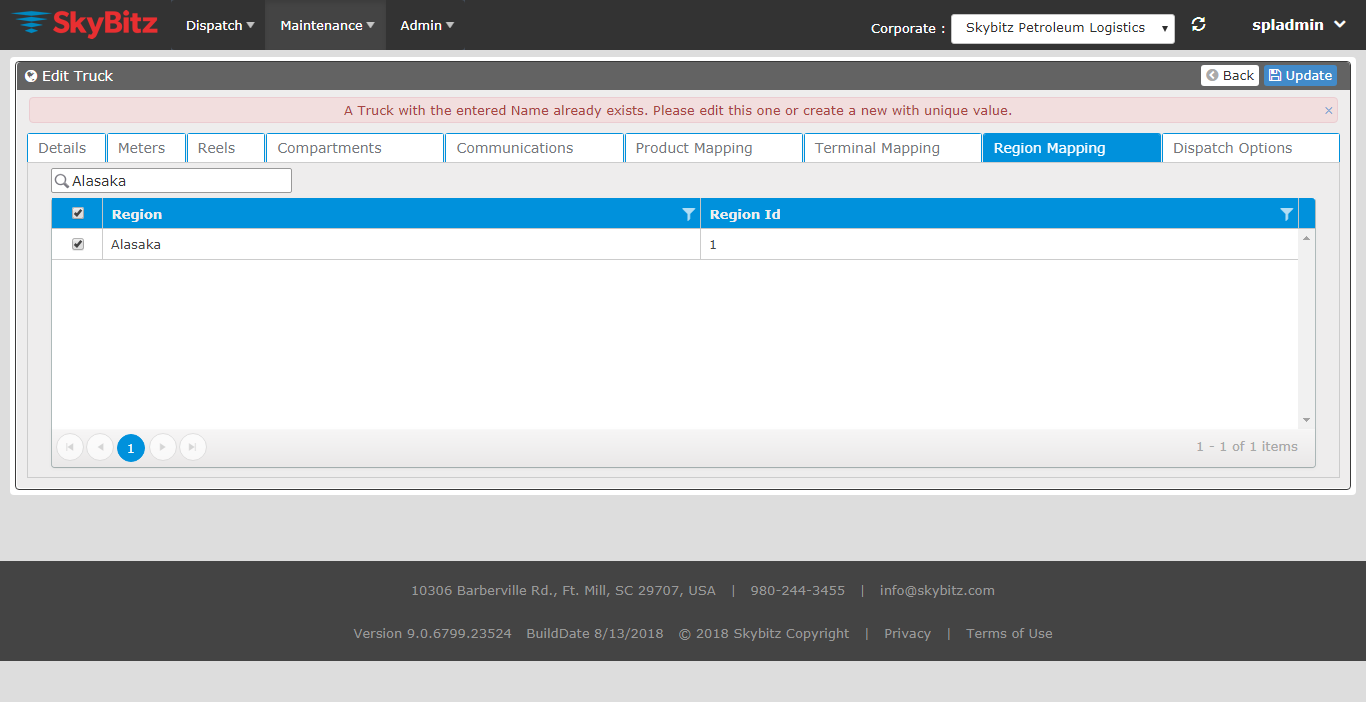 SkyBitz Dispatch Maintenance Admin Corporate : Skybitz Petroleum Logistics spladmin
Edit Truck Back Update
A Truck with the entered Name already exists. Please edit this one or create a new with unique value. ×
Details Meters Reels Compartments Communications Product Mapping Terminal Mapping Region Mapping Dispatch Options
Alasaka
Region Region Id
Alasaka 1
1 1 - 1 of 1 items
10306 Barberville Rd., Ft. Mill, SC 29707, USA | 980-244-3455 | info@skybitz.com
Version 9.0.6799.23524 BuildDate 8/13/2018 © 2018 Skybitz Copyright | Privacy | Terms of Use